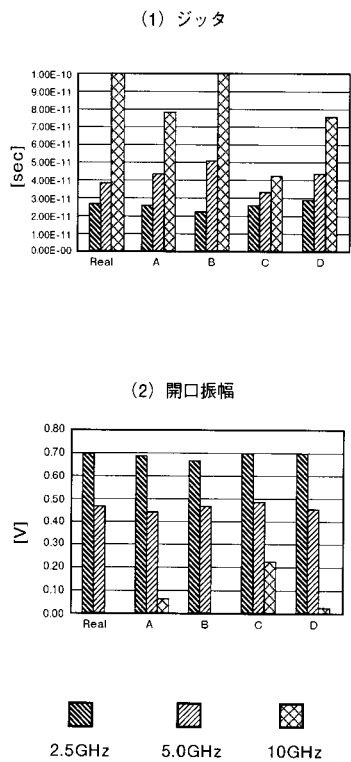 (1) ジッタ
[sec]
1.00E-10
9.00E-11
8.00E-11
7.00E-11
6.00E-11
5.00E-11
4.00E-11
3.00E-11
2.00E-11
1.00E-11
0.00E-00
Real A B C D
(2) 開口振幅
[V]
0.80
0.70
0.60
0.50
0.40
0.30
0.20
0.10
0.00
Real A B C D
2.5GHz 5.0GHz 10GHz